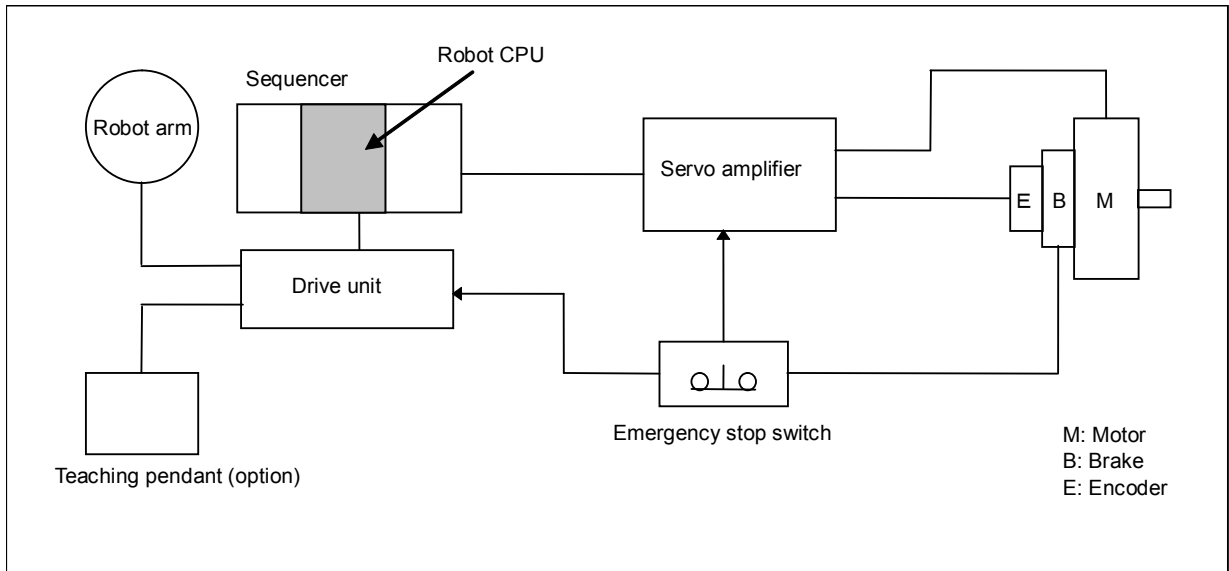 Robot CPU
Sequencer
Robot arm
Servo amplifier
E
B
M
Drive unit
Emergency stop switch
Teaching pendant (option)
M: Motor
B: Brake
E: Encoder